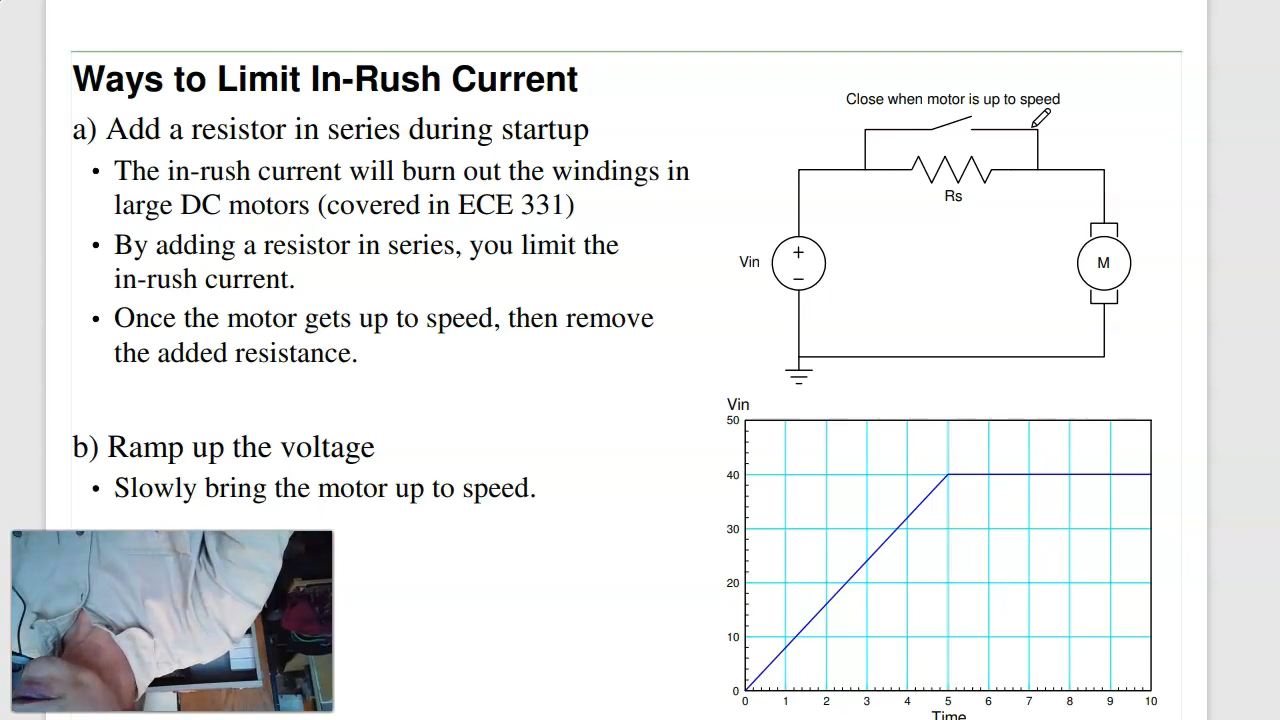 Ways to Limit In-Rush Current
a) Add a resistor in series during startup
• The in-rush current will burn out the windings in
large DC motors (covered in ECE 331)
• By adding a resistor in series, you limit the
in-rush current.
• Once the motor gets up to speed, then remove
the added resistance.
b) Ramp up the voltage
• Slowly bring the motor up to speed.
Close when motor is up to speed
Rs
Vin
+
−
M
Vin
50
40
30
20
10
0
0 1 2 3 4 5 6 7 8 9 10
Time